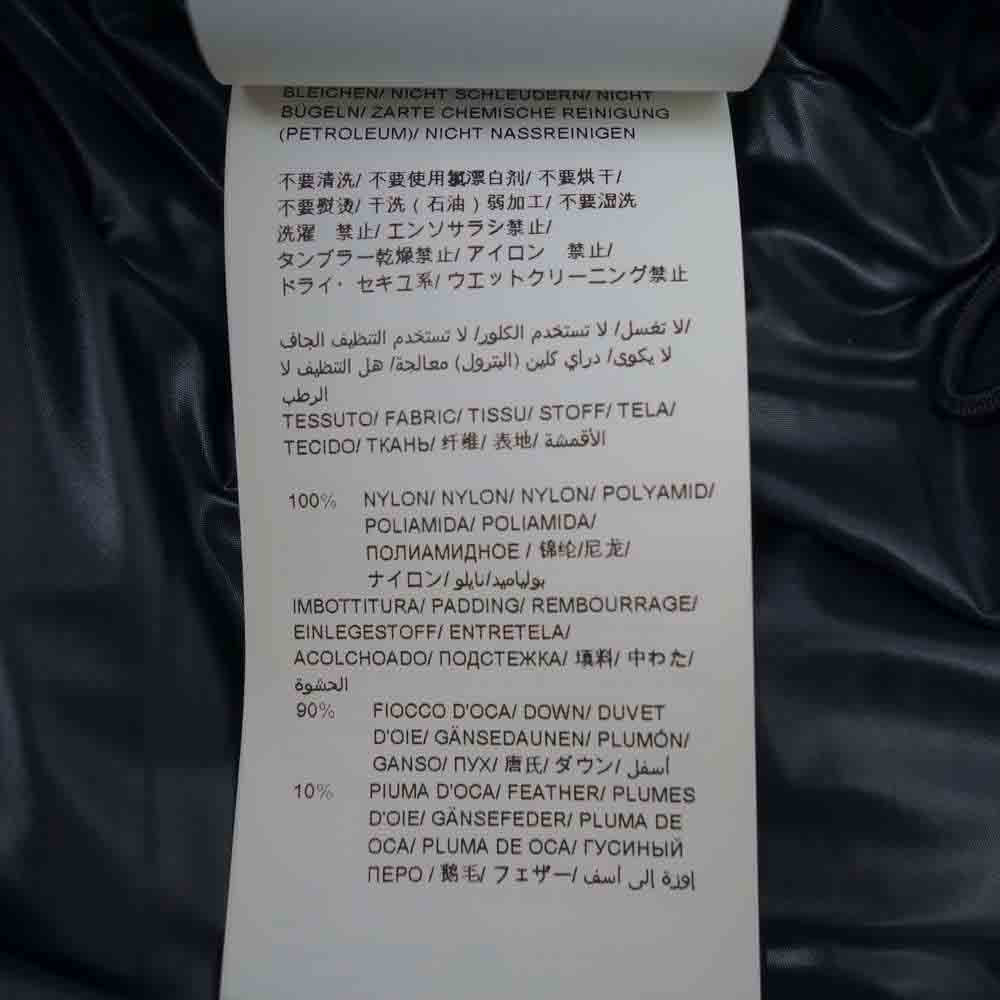 BLEICHEN/ NICHT SCHLEUDERN/ NICHT
BÜGELN/ ZARTE CHEMISCHE REINIGUNG
(PETROLEUM)/ NICHT NASSREINIGEN
不要清洗/ 不要使用氯漂白剂/ 不要烘干/
不要熨烫/ 干洗（石油）弱加工/ 不要湿洗
洗濯　禁止/ エンソサラシ禁止/
タンブラー乾燥禁止/ アイロン　禁止/
ドライ・セキユ系/ ウエットクリーニング禁止
لا تغسل/ لا تستخدم الكلور/ لا تستخدم التنظيف الجاف/
لا يكوى/ دراي كلين (البترول) معالجة/ هل التنظيف لا
الرطب
TESSUTO/ FABRIC/ TISSU/ STOFF/ TELA/
TECIDO/ ТКАНЬ/ 纤维/ 表地/ الأقمشة
100% NYLON/ NYLON/ NYLON/ POLYAMID/
POLIAMIDA/ POLIAMIDA/
ПОЛИАМИДНОЕ / 锦纶/尼龙/
ナイロン/ بولياميد/نايلو
IMBOTTITURA/ PADDING/ REMBOURRAGE/
EINLEGESTOFF/ ENTRETELA/
ACOLCHOADO/ ПОДСТЕЖКА/ 填料/ 中わた/
الحشوة
90% FIOCCO D'OCA/ DOWN/ DUVET
D'OIE/ GÄNSEDAUNEN/ PLUMÓN/
GANSO/ ПУХ/ 唐氏/ ダウン/ أسفل/
10% PIUMA D'OCA/ FEATHER/ PLUMES
D'OIE/ GÄNSEFEDER/ PLUMA DE
OCA/ PLUMA DE OCA/ ГУСИНЫЙ
ПЕРО / 鹅毛/ フェザー/ إوزة إلى أسف